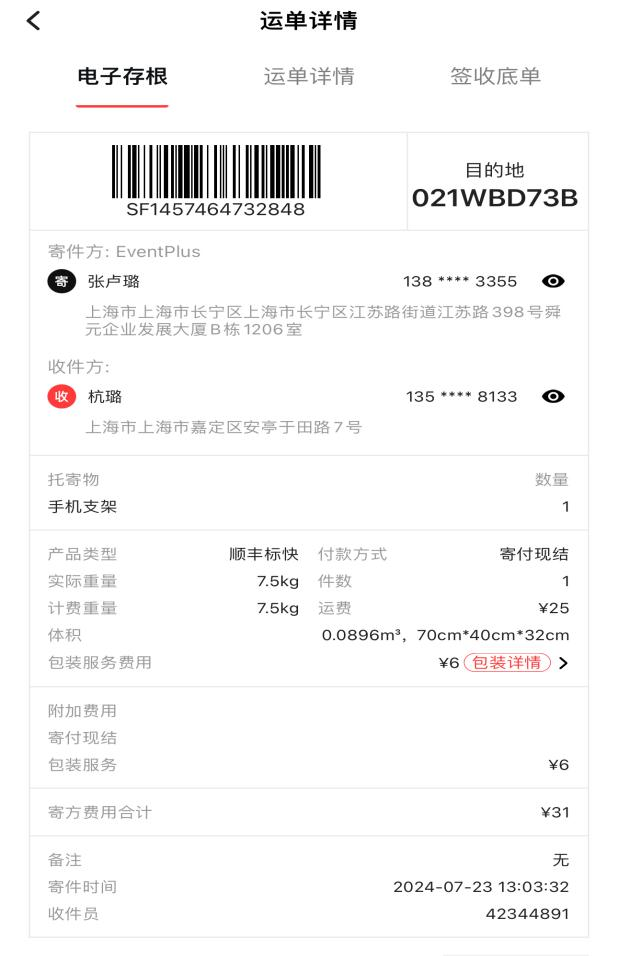 运单详情
电子存根 运单详情 签收底单
SF1457464732848
目的地
021WBD73B
寄件方: EventPlus
寄 张卢璐 138 **** 3355
上海市上海市长宁区上海市长宁区江苏路街道江苏路398号舜
元企业发展大厦B栋1206室
收件方:
收 杭璐 135 **** 8133
上海市上海市嘉定区安亭于田路7号
托寄物 数量
手机支架 1
产品类型 顺丰标快 付款方式 寄付现结
实际重量 7.5kg 件数 1
计费重量 7.5kg 运费 ¥25
体积 0.0896m³，70cm*40cm*32cm
包装服务费用 ¥6 包装详情
附加费用
寄付现结
包装服务 ¥6
寄方费用合计 ¥31
备注 无
寄件时间 2024-07-23 13:03:32
收件员 42344891